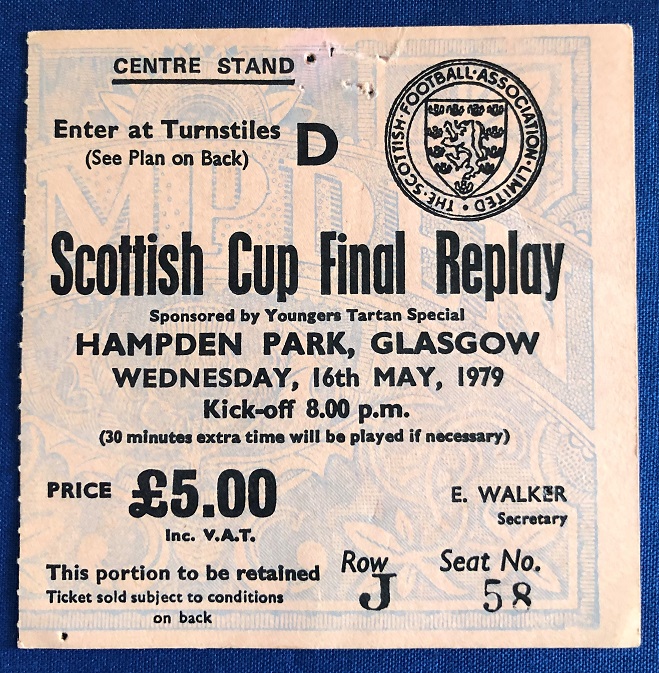 CENTRE STAND
Enter at Turnstiles D
(See Plan on Back)
THE·SCOTTISH·FOOTBALL·ASSOCIATION·LIMITED·
Scottish Cup Final Replay
Sponsored by Youngers Tartan Special
HAMPDEN PARK, GLASGOW
WEDNESDAY, 16th MAY, 1979
Kick-off 8.00 p.m.
(30 minutes extra time will be played if necessary)
PRICE £5.00
Inc. V.A.T.
E. WALKER
Secretary
This portion to be retained
Ticket sold subject to conditions
on back
Row J
Seat No. 58